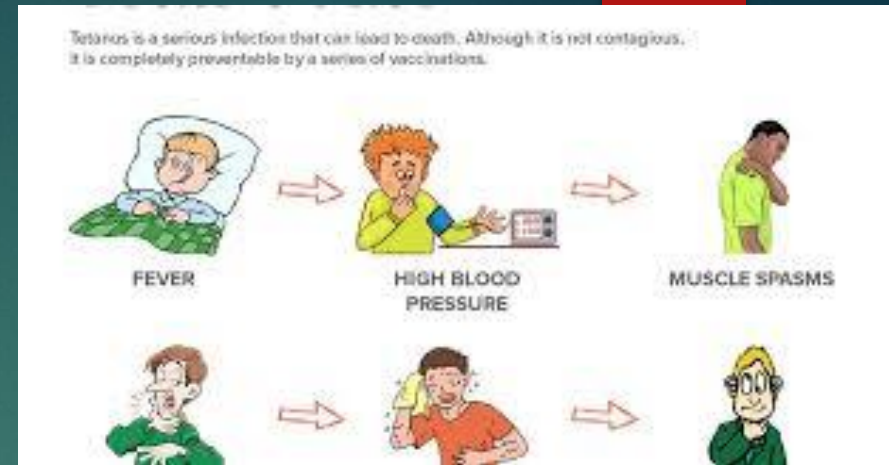 Tetanus is a serious infection that can lead to death. Although it is not contagious,
it is completely preventable by a series of vaccinations.
FEVER
HIGH BLOOD
PRESSURE
MUSCLE SPASMS